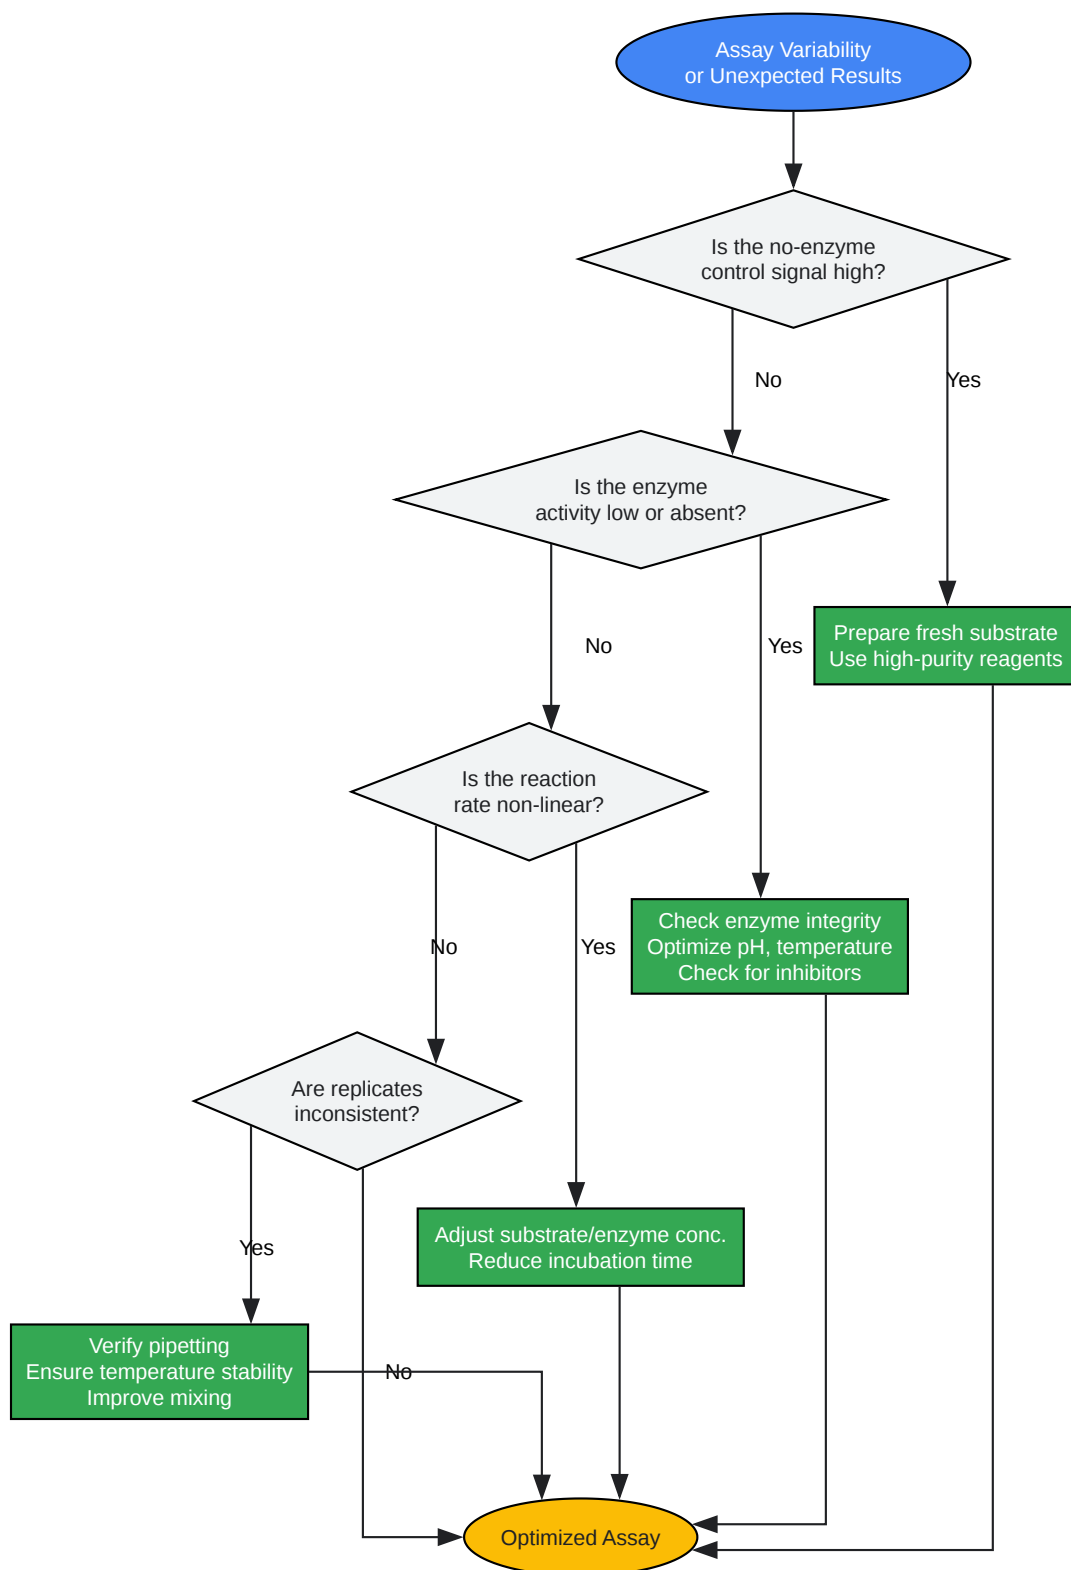 Assay Variability
or Unexpected Results
Is the no-enzyme
control signal high?
No
Yes
Is the enzyme
activity low or absent?
No
Yes
Prepare fresh substrate
Use high-purity reagents
Is the reaction
rate non-linear?
No
Yes
Check enzyme integrity
Optimize pH, temperature
Check for inhibitors
Are replicates
inconsistent?
Yes
Adjust substrate/enzyme conc.
Reduce incubation time
Verify pipetting
Ensure temperature stability
Improve mixing
No
Optimized Assay